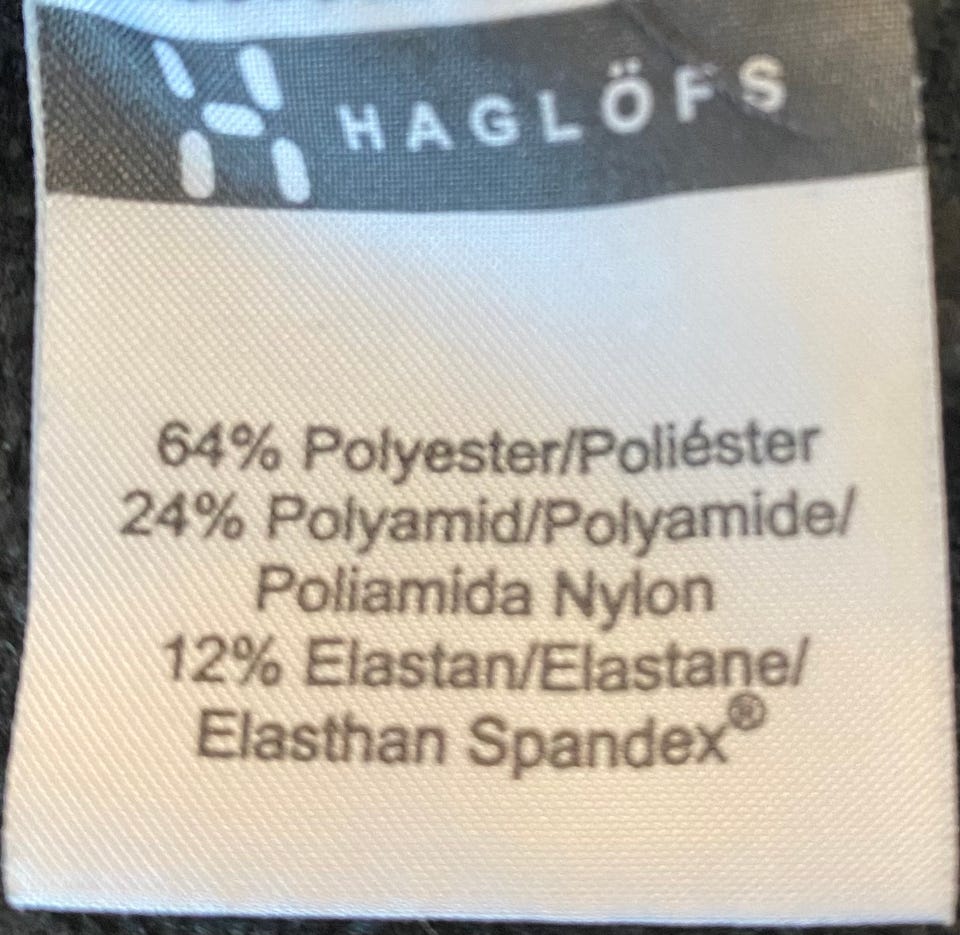 HAGLÖFS
64% Polyester/Poliéster
24% Polyamid/Polyamide/
Poliamida Nylon
12% Elastan/Elastane/
Elasthan Spandex®